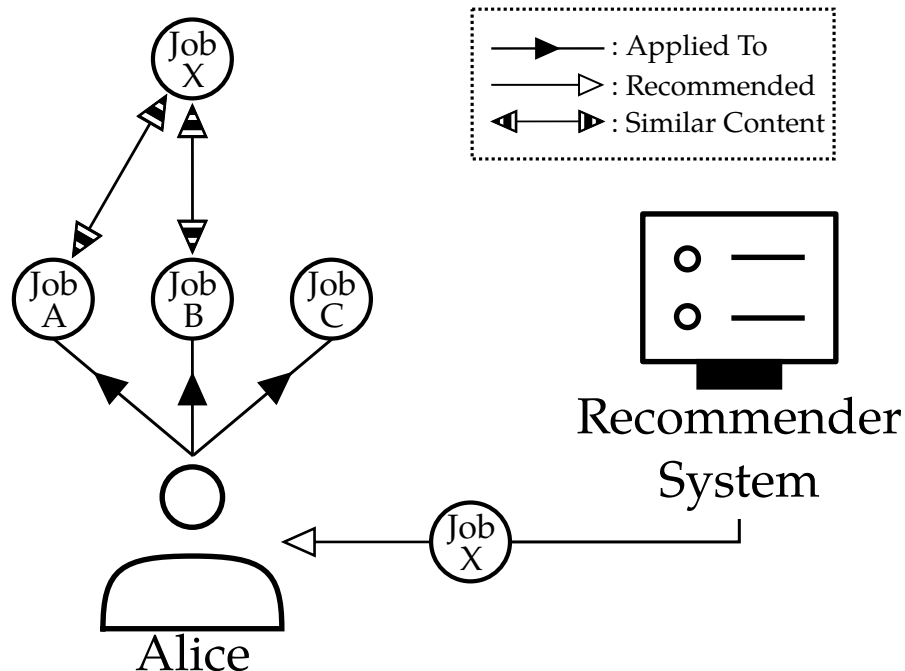 Job
X
: Applied To
: Recommended
: Similar Content
Job
A
Job
B
Job
C
Recommender
System
Job
X
Alice